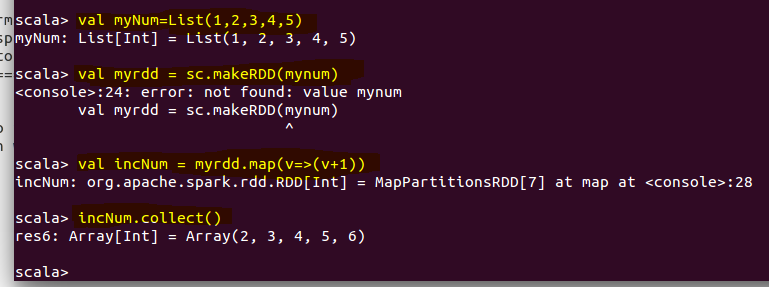 scala> val myNum=List(1,2,3,4,5)
myNum: List[Int] = List(1, 2, 3, 4, 5)
scala> val myrdd = sc.makeRDD(mynum)
<console>:24: error: not found: value mynum
       val myrdd = sc.makeRDD(mynum)
                              ^
scala> val incNum = myrdd.map(v=>(v+1))
incNum: org.apache.spark.rdd.RDD[Int] = MapPartitionsRDD[7] at map at <console>:28
scala> incNum.collect()
res6: Array[Int] = Array(2, 3, 4, 5, 6)
scala>